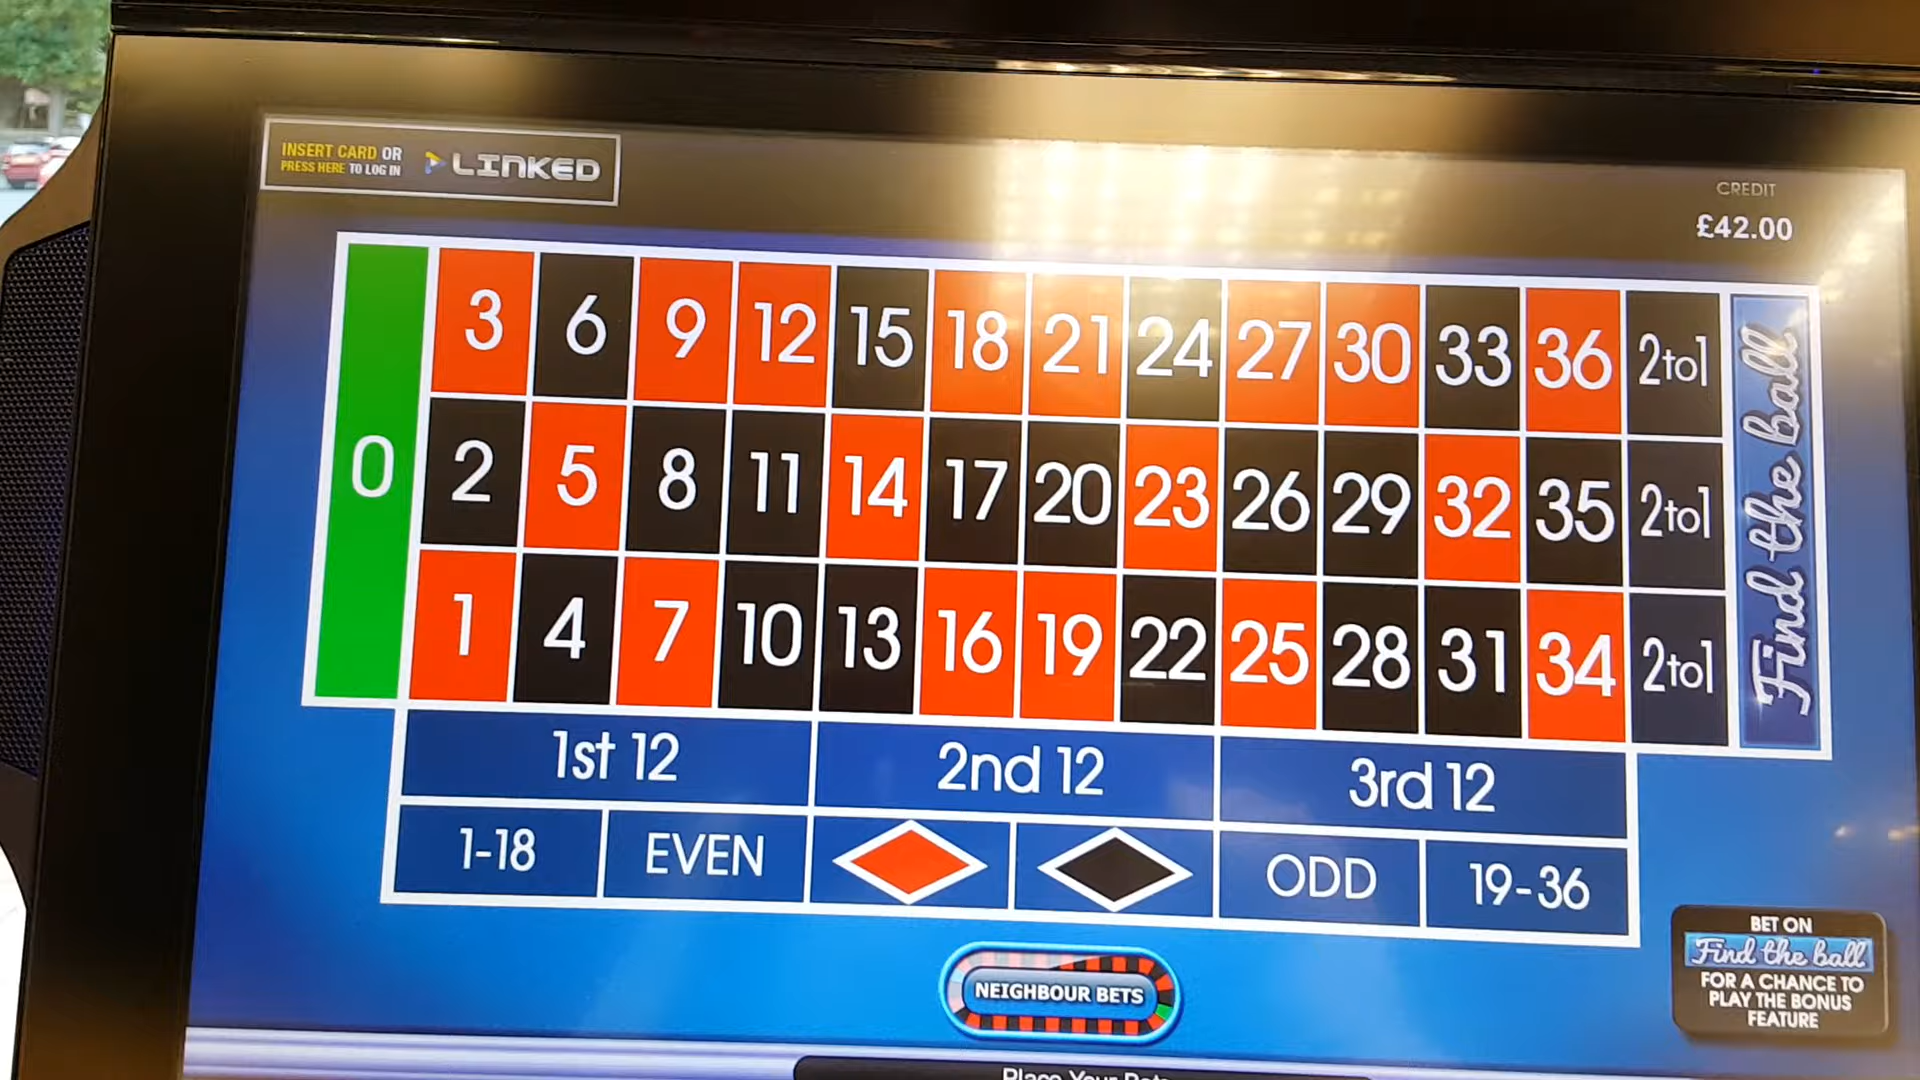 INSERT CARD OR
PRESS HERE TO LOG IN
LINKED
CREDIT
£42.00
0
3 6 9 12 15 18 21 24 27 30 33 36 2to1
2 5 8 11 14 17 20 23 26 29 32 35 2to1
1 4 7 10 13 16 19 22 25 28 31 34 2to1
Find the ball
1st 12 2nd 12 3rd 12
1-18 EVEN ODD 19-36
NEIGHBOUR BETS
BET ON
Find the ball
FOR A CHANCE TO
PLAY THE BONUS
FEATURE
Place Your Bets